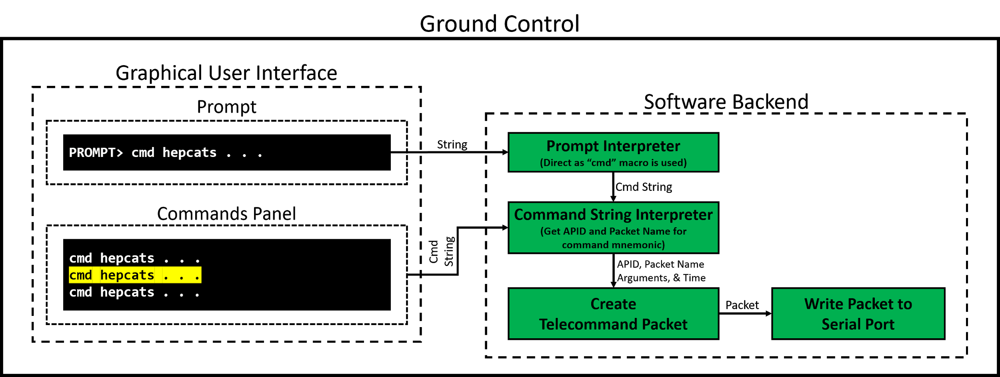 Ground Control
Graphical User Interface
Prompt
PROMPT> cmd hepcats . . .
Commands Panel
cmd hepcats . . .
cmd hepcats . . .
cmd hepcats . . .
String
Cmd
String
Software Backend
Prompt Interpreter
(Direct as “cmd” macro is used)
Cmd String
Command String Interpreter
(Get APID and Packet Name for
command mnemonic)
APID, Packet Name
Arguments, & Time
Create
Telecommand Packet
Packet
Write Packet to
Serial Port